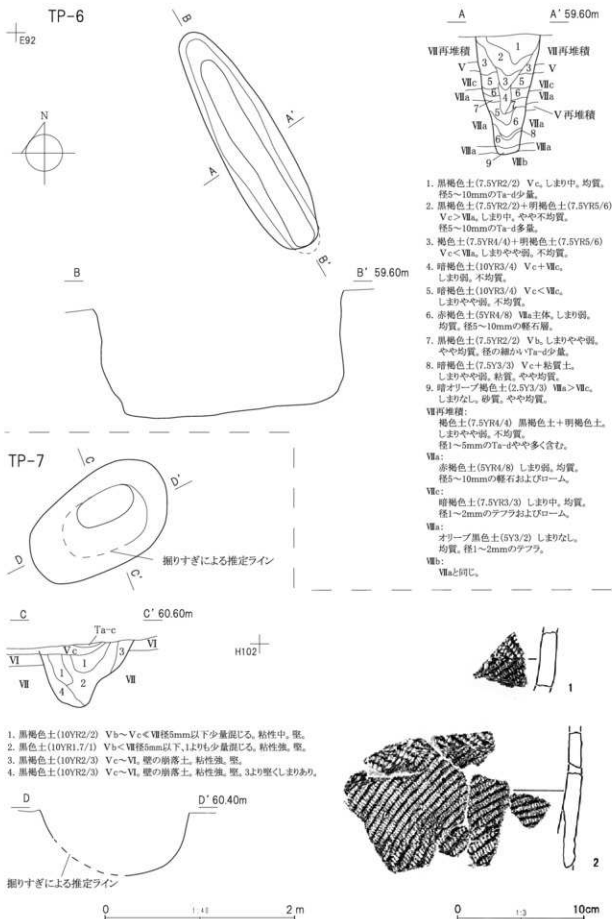 TP-6
E92
N
B
A'
A
B'
B
B' 59.60m
A
A' 59.60m
Ⅶ再堆積
Ⅶ再堆積
Ⅴ
Ⅴ
Ⅶc
Ⅶc
Ⅶa
Ⅶa
Ⅴ再堆積
Ⅶa
Ⅶa
Ⅷa
Ⅷa
Ⅷb
1. 黒褐色土(7.5YR2/2) Ⅴc。しまり中。均質。
径5~10mmのTa-d少量。
2. 黒褐色土(7.5YR2/2)+明褐色土(7.5YR5/6)
Ⅴc>Ⅶa。しまり中。やや不均質。
径5~10mmのTa-d多量。
3. 褐色土(7.5YR4/4)+明褐色土(7.5YR5/6)
Ⅴc<Ⅶa。しまりやや弱。不均質。
4. 暗褐色土(10YR3/4) Ⅴc+Ⅶc。
しまり弱。不均質。
5. 暗褐色土(10YR3/4) Ⅴc<Ⅶc。
しまりやや弱。不均質。
6. 赤褐色土(5YR4/8) Ⅶa主体。しまり弱。
均質。径5~10mmの軽石層。
7. 黒褐色土(7.5YR2/2) Ⅴb。しまりやや弱。
やや均質。径の細かいTa-d少量。
8. 暗褐色土(7.5Y3/3) Ⅴc+粘質土。
しまりやや弱。粘質。やや均質。
9. 暗オリーブ褐色土(2.5Y3/3) Ⅷa>Ⅶc。
しまりなし。砂質。やや均質。
Ⅶ再堆積:
褐色土(7.5YR4/4) 黒褐色土+明褐色土。
しまりやや弱。不均質。
径1~5mmのTa-dやや多く含む。
Ⅶa:
赤褐色土(5YR4/8) しまり弱。均質。
径5~10mmの軽石およびローム。
Ⅶc:
暗褐色土(7.5YR3/3) しまり中。均質。
径1~2mmのテフラおよびローム。
Ⅷa:
オリーブ黒色土(5Y3/2) しまりなし。
均質。径1~2mmのテフラ。
Ⅷb:
Ⅷaと同じ。
TP-7
C
D'
D
C'
掘りすぎによる推定ライン
C
C' 60.60m
Ta-c
Ⅴc
Ⅵ
Ⅵ
Ⅶ
Ⅶ
1
1
2
3
4
H102
1. 黒褐色土(10YR2/2) Ⅴb~Ⅴc≪Ⅶ径5mm以下少量混じる。粘性中。堅。
2. 黒色土(10YR1.7/1) Ⅴb<Ⅶ径5mm以下、1よりも少量混じる。粘性強。堅。
3. 黒褐色土(10YR2/3) Ⅴc~Ⅵ。壁の崩落土。粘性強。堅。
4. 黒褐色土(10YR2/3) Ⅴc~Ⅵ。壁の崩落土。粘性強。堅。3より堅くしまりあり。
D
D' 60.40m
掘りすぎによる推定ライン
0
1:40
2 m
1
2
0
1:3
10cm